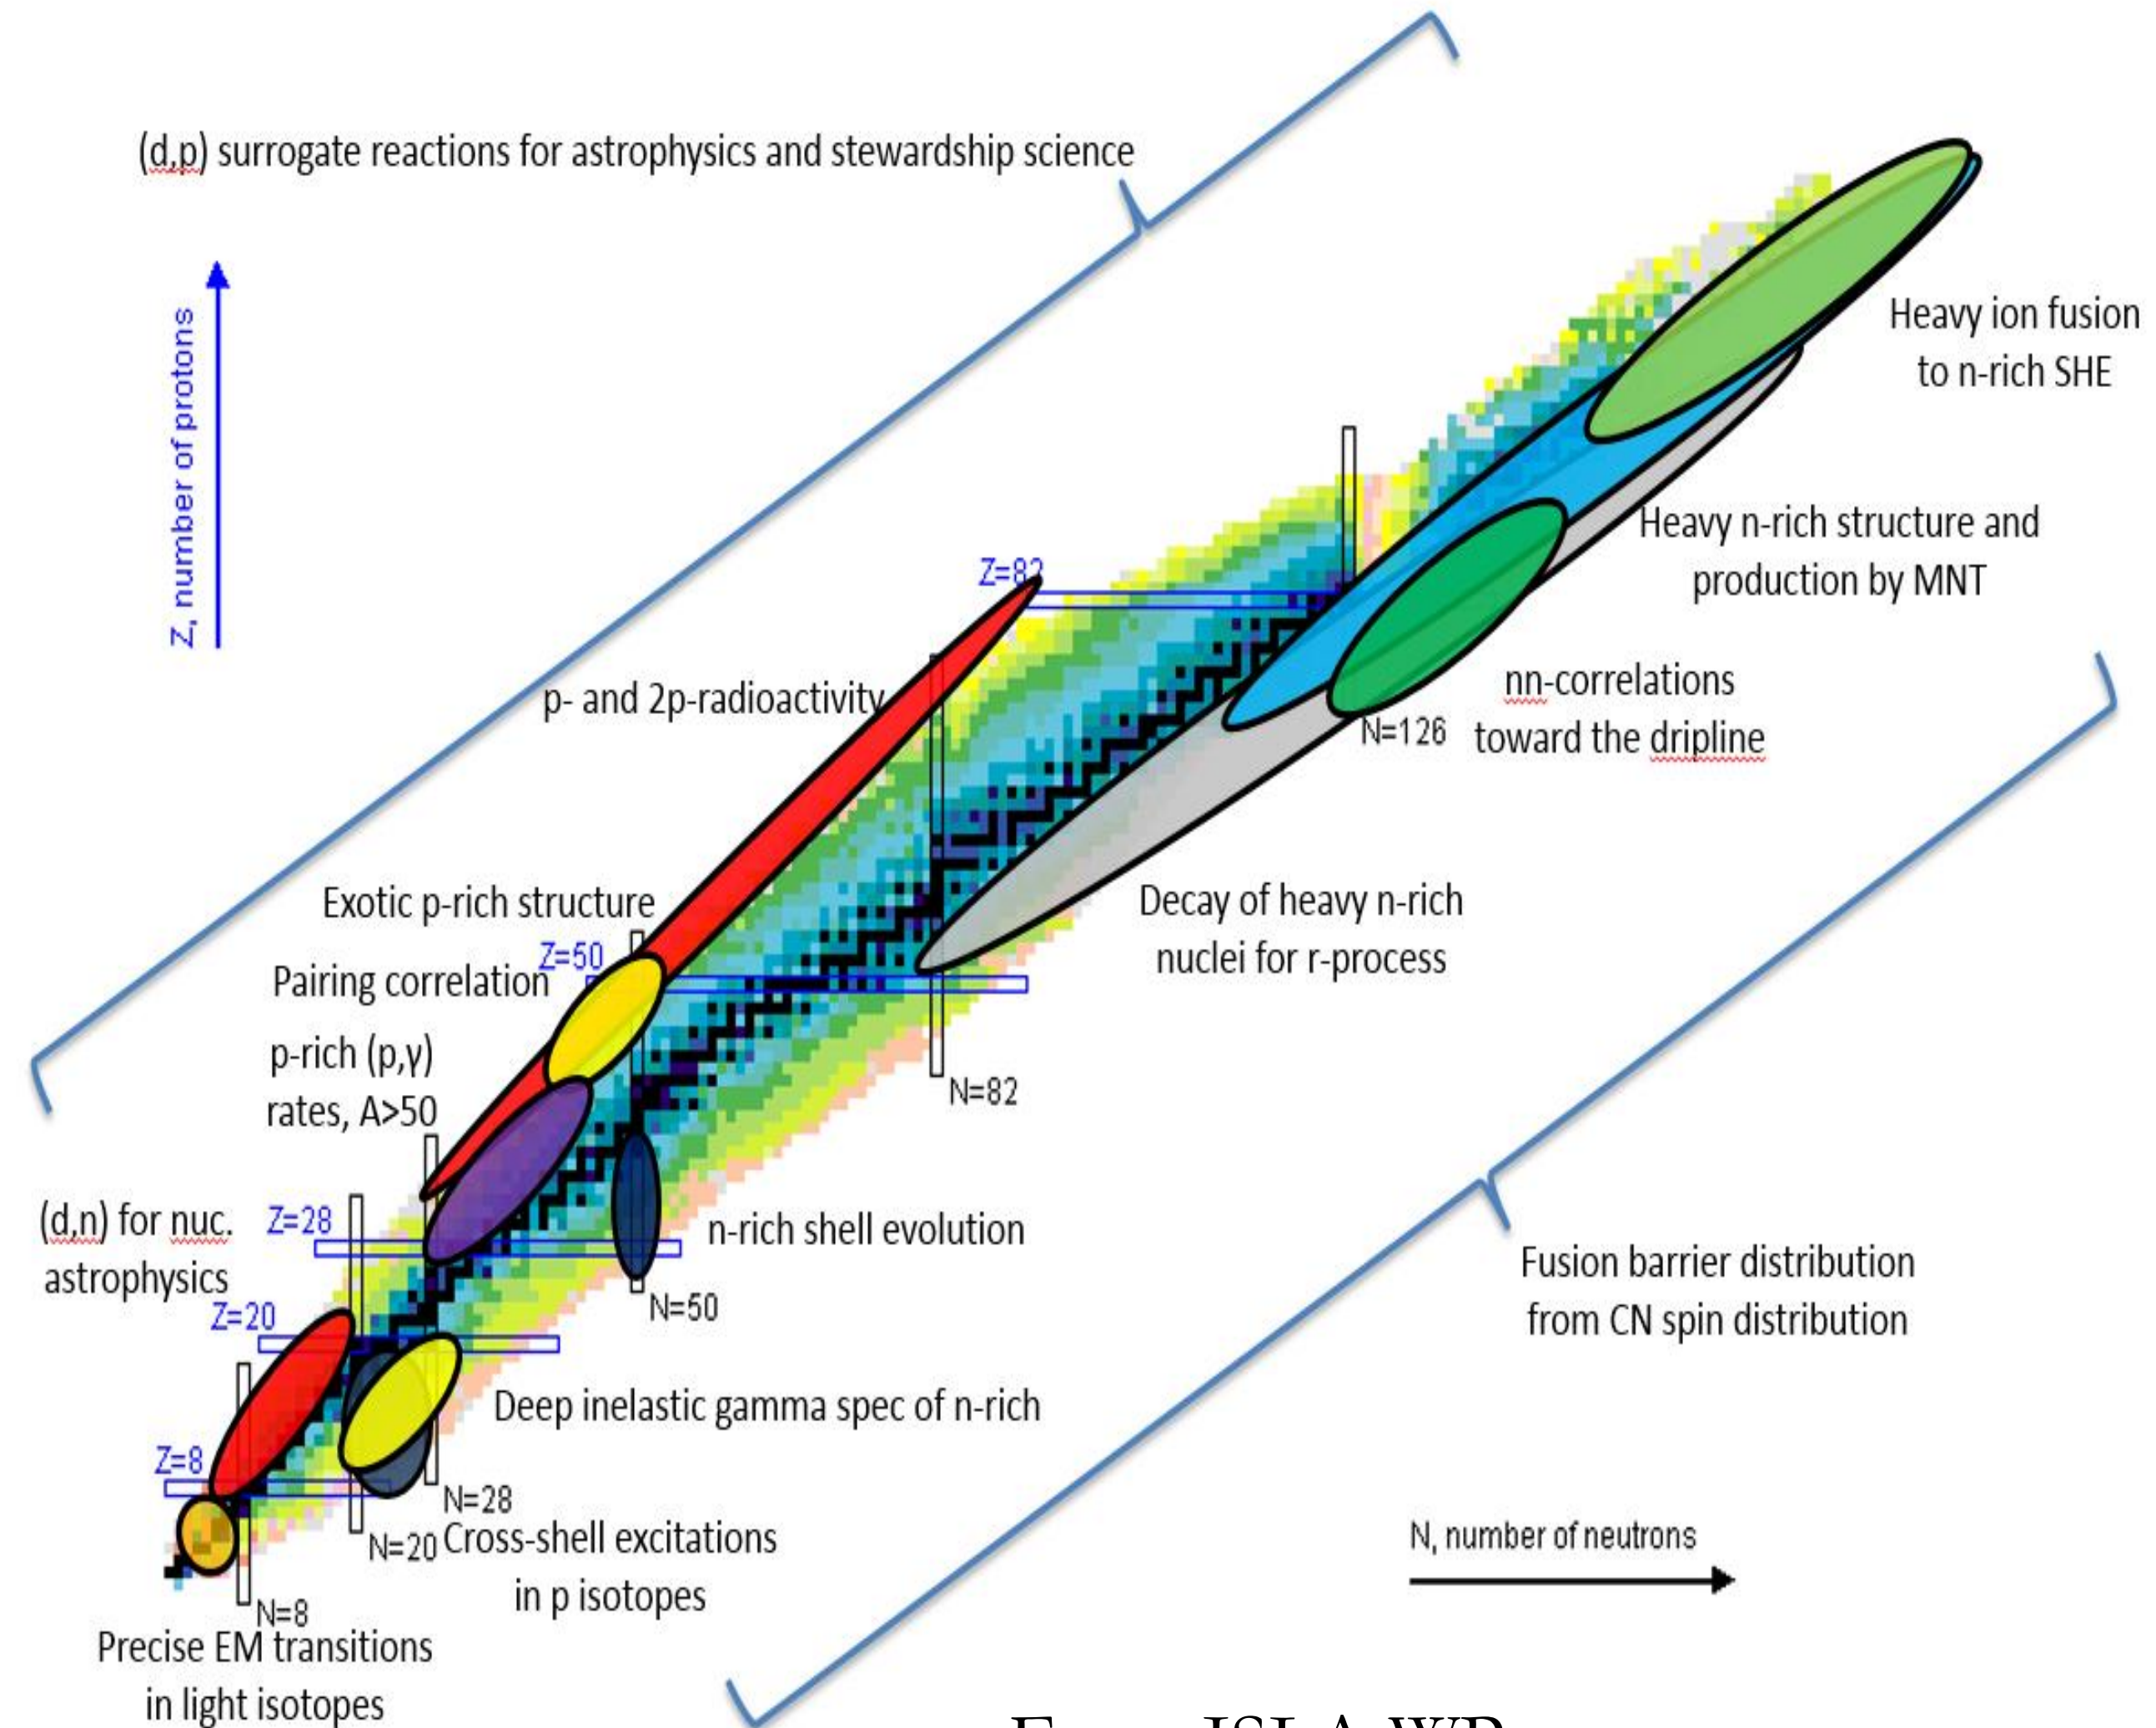 (d,p) surrogate reactions for astrophysics and stewardship science
Z, number of protons
Heavy ion fusion
to n-rich SHE
Heavy n-rich structure and
production by MNT
Z=82
p- and 2p-radioactivity
nn-correlations
toward the dripline
N=126
Exotic p-rich structure
Z=50
Pairing correlation
Decay of heavy n-rich
nuclei for r-process
p-rich (p,γ)
rates, A>50
N=82
(d,n) for nuc.
astrophysics
Z=28
n-rich shell evolution
N=50
Fusion barrier distribution
from CN spin distribution
Z=20
Deep inelastic gamma spec of n-rich
Z=8
N=28
N=20
Cross-shell excitations
in p isotopes
N, number of neutrons
N=8
Precise EM transitions
in light isotopes